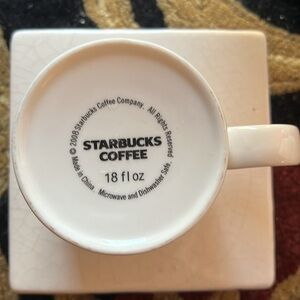 © 2008 Starbucks Coffee Company. All Rights Reserved.
STARBUCKS
COFFEE
18 fl oz
Made in China. Microwave and Dishwasher Safe.